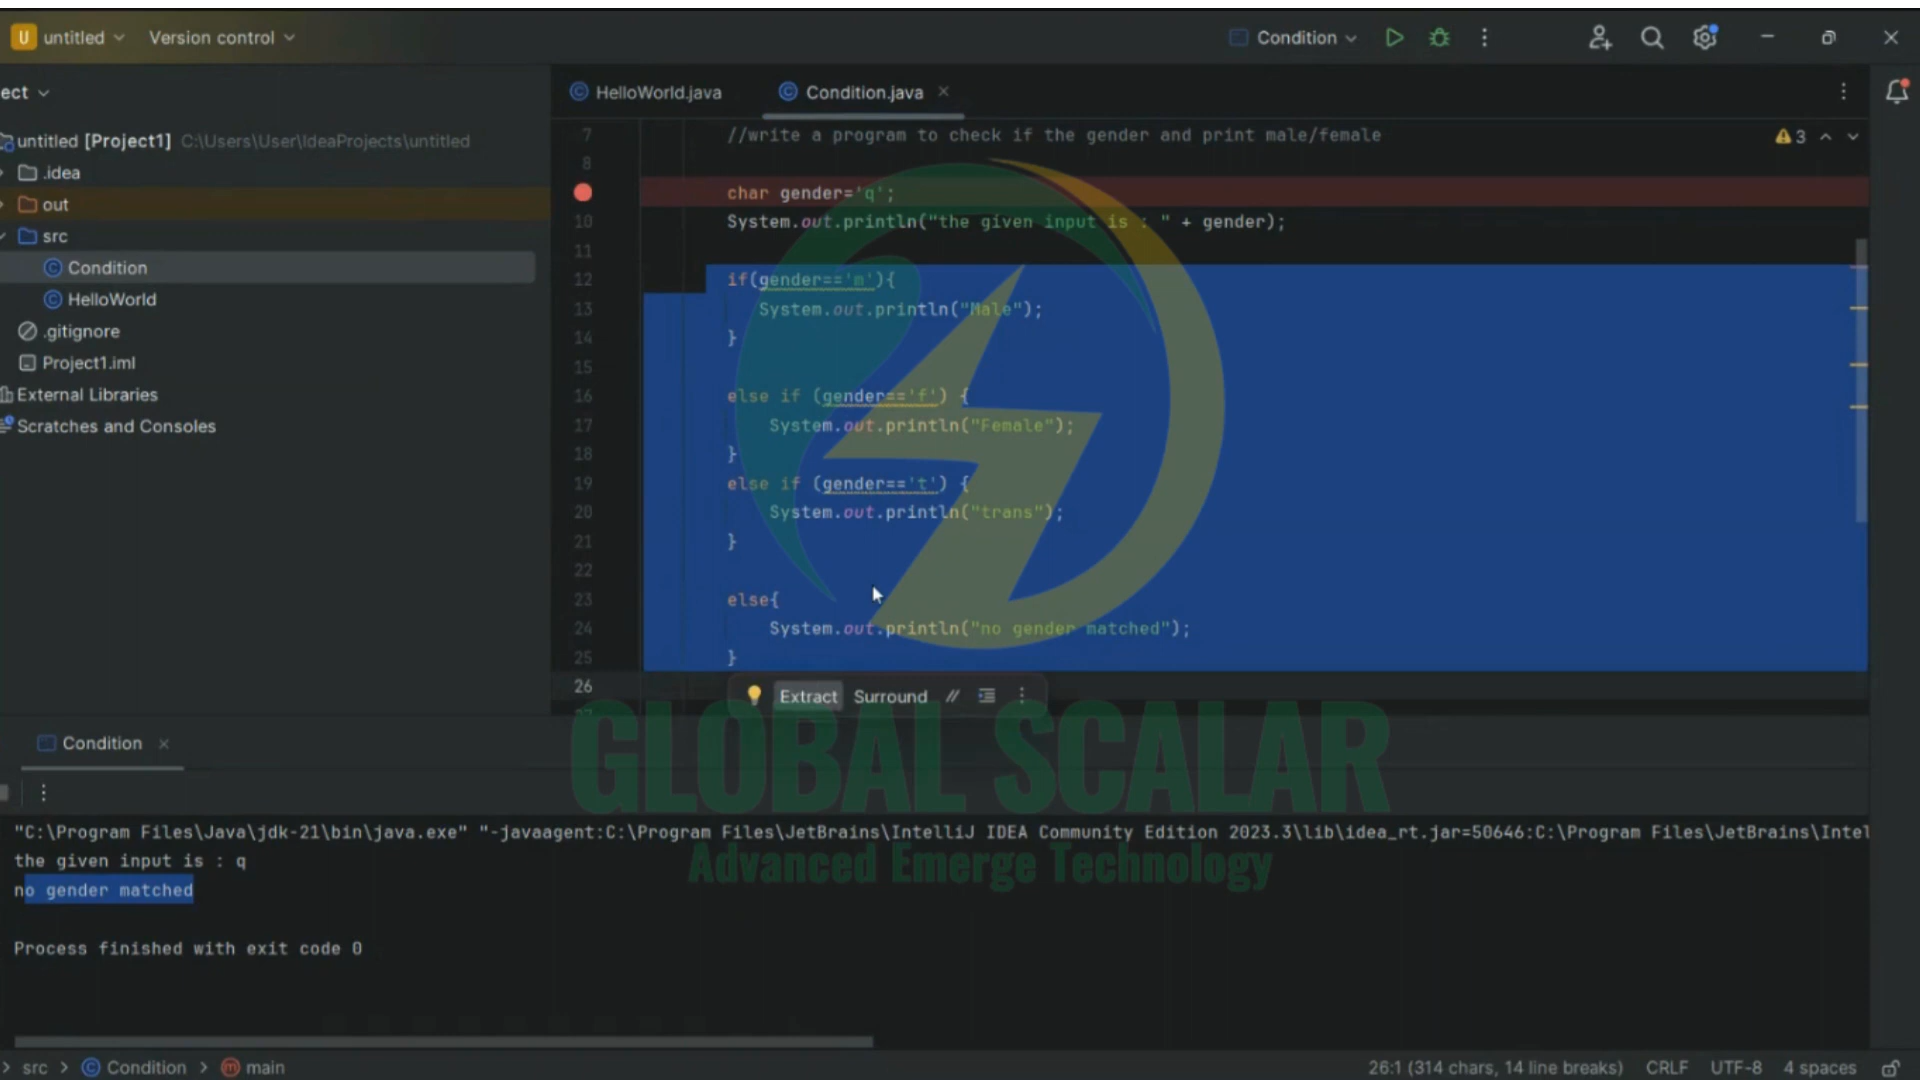 U untitled Version control Condition
ect
HelloWorld.java Condition.java
untitled [Project1] C:\Users\User\IdeaProjects\untitled
.idea
out
src
Condition
HelloWorld
.gitignore
Project1.iml
External Libraries
Scratches and Consoles
7 //write a program to check if the gender and print male/female
3
8
char gender='q';
10 System.out.println("the given input is : " + gender);
11
12 if(gender=='m'){
13 System.out.println("Male");
14 }
15
16 else if (gender=='f') {
17 System.out.println("Female");
18 }
19 else if (gender=='t') {
20 System.out.println("trans");
21 }
22
23 else{
24 System.out.println("no gender matched");
25 }
26
Extract Surround //
GLOBAL SCALAR
Advanced Emerge Technology
Condition
"C:\Program Files\Java\jdk-21\bin\java.exe" "-javaagent:C:\Program Files\JetBrains\IntelliJ IDEA Community Edition 2023.3\lib\idea_rt.jar=50646:C:\Program Files\JetBrains\Intel
the given input is : q
no gender matched
Process finished with exit code 0
src > Condition > main
26:1 (314 chars, 14 line breaks) CRLF UTF-8 4 spaces